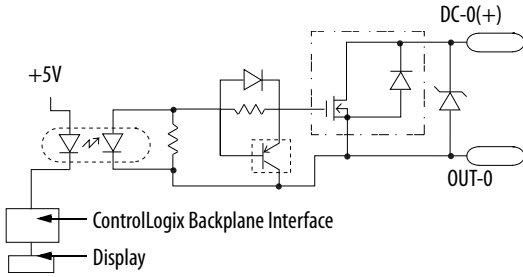 DC-0(+)
+5V
OUT-0
ControlLogix Backplane Interface
Display